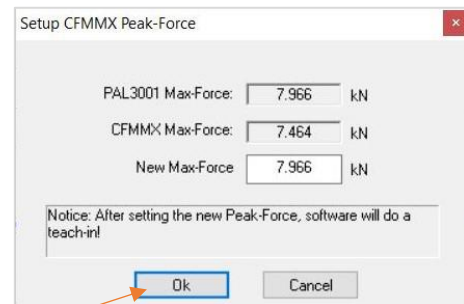 Setup CFMMX Peak-Force
PAL3001 Max-Force: 7.966 kN
CFMMX Max-Force: 7.464 kN
New Max-Force 7.966 kN
Notice: After setting the new Peak-Force, software will do a
teach-in!
Ok Cancel